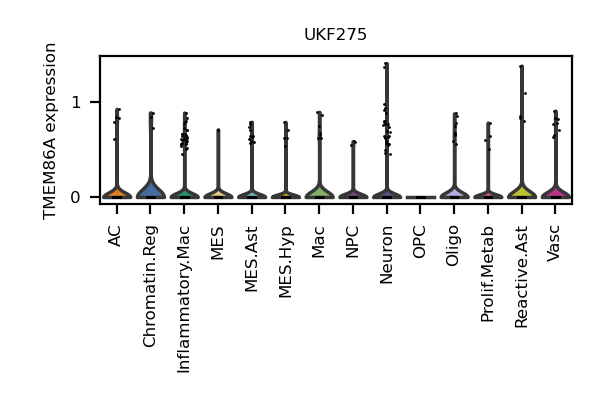 UKF275
TMEM86A expression
1
0
AC
Chromatin.Reg
Inflammatory.Mac
MES
MES.Ast
MES.Hyp
Mac
NPC
Neuron
OPC
Oligo
Prolif.Metab
Reactive.Ast
Vasc